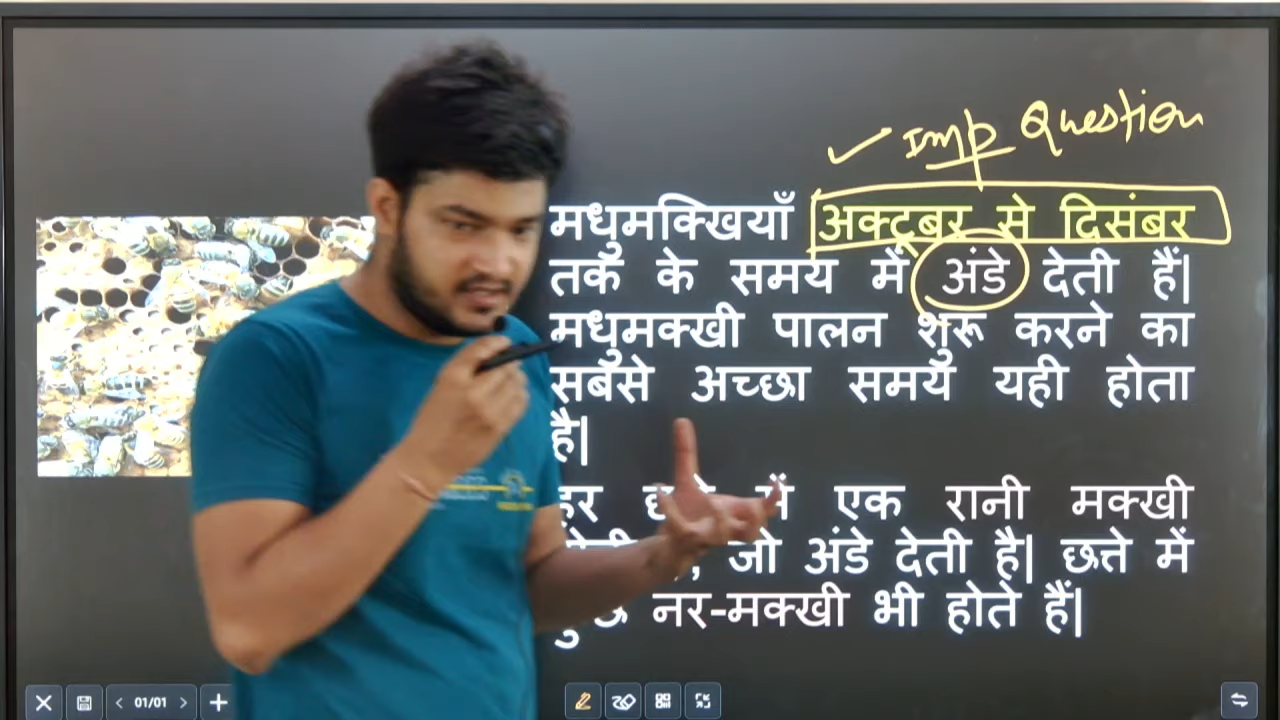 ✓ Imp Question
मधुमक्खियाँ अक्टूबर से दिसंबर
तक के समय में अंडे देती हैं|
मधुमक्खी पालन शुरू करने का
सबसे अच्छा समय यही होता
है|
हर में एक रानी मक्खी
जो अंडे देती है| छत्ते में
नर-मक्खी भी होते हैं|
01/01